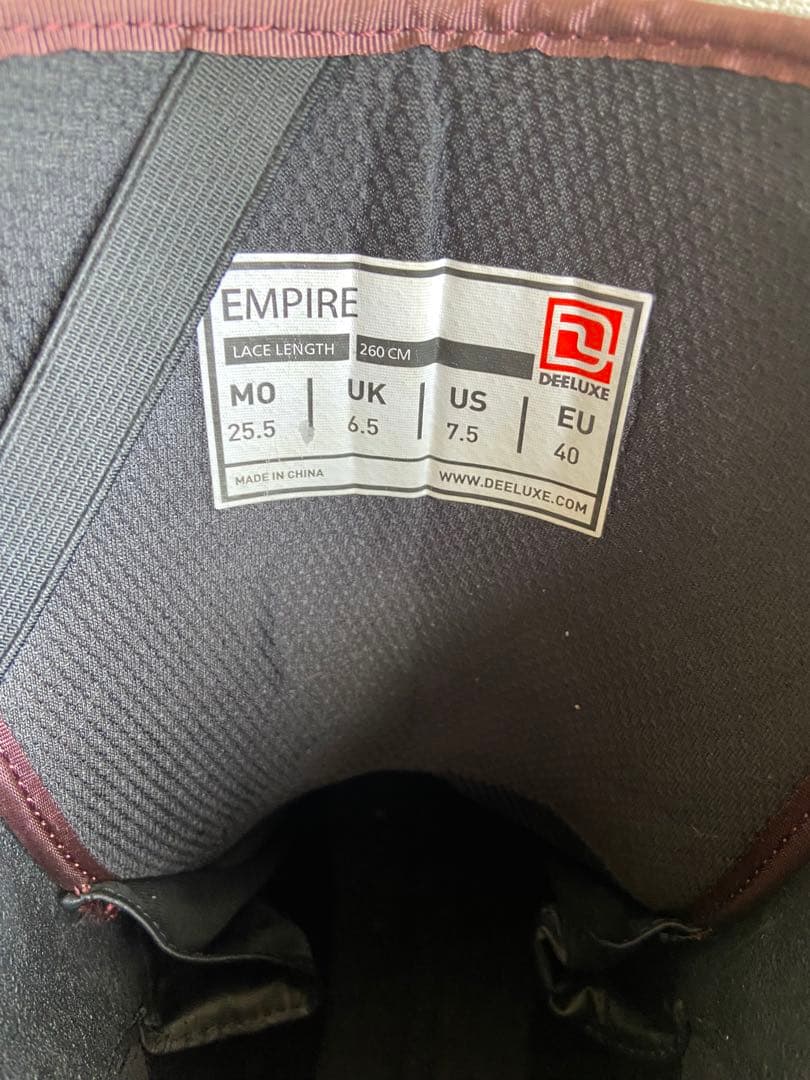 EMPIRE
LACE LENGTH 260 CM
DEELUXE
MO UK US EU
25.5 6.5 7.5 40
MADE IN CHINA
WWW.DEELUXE.COM